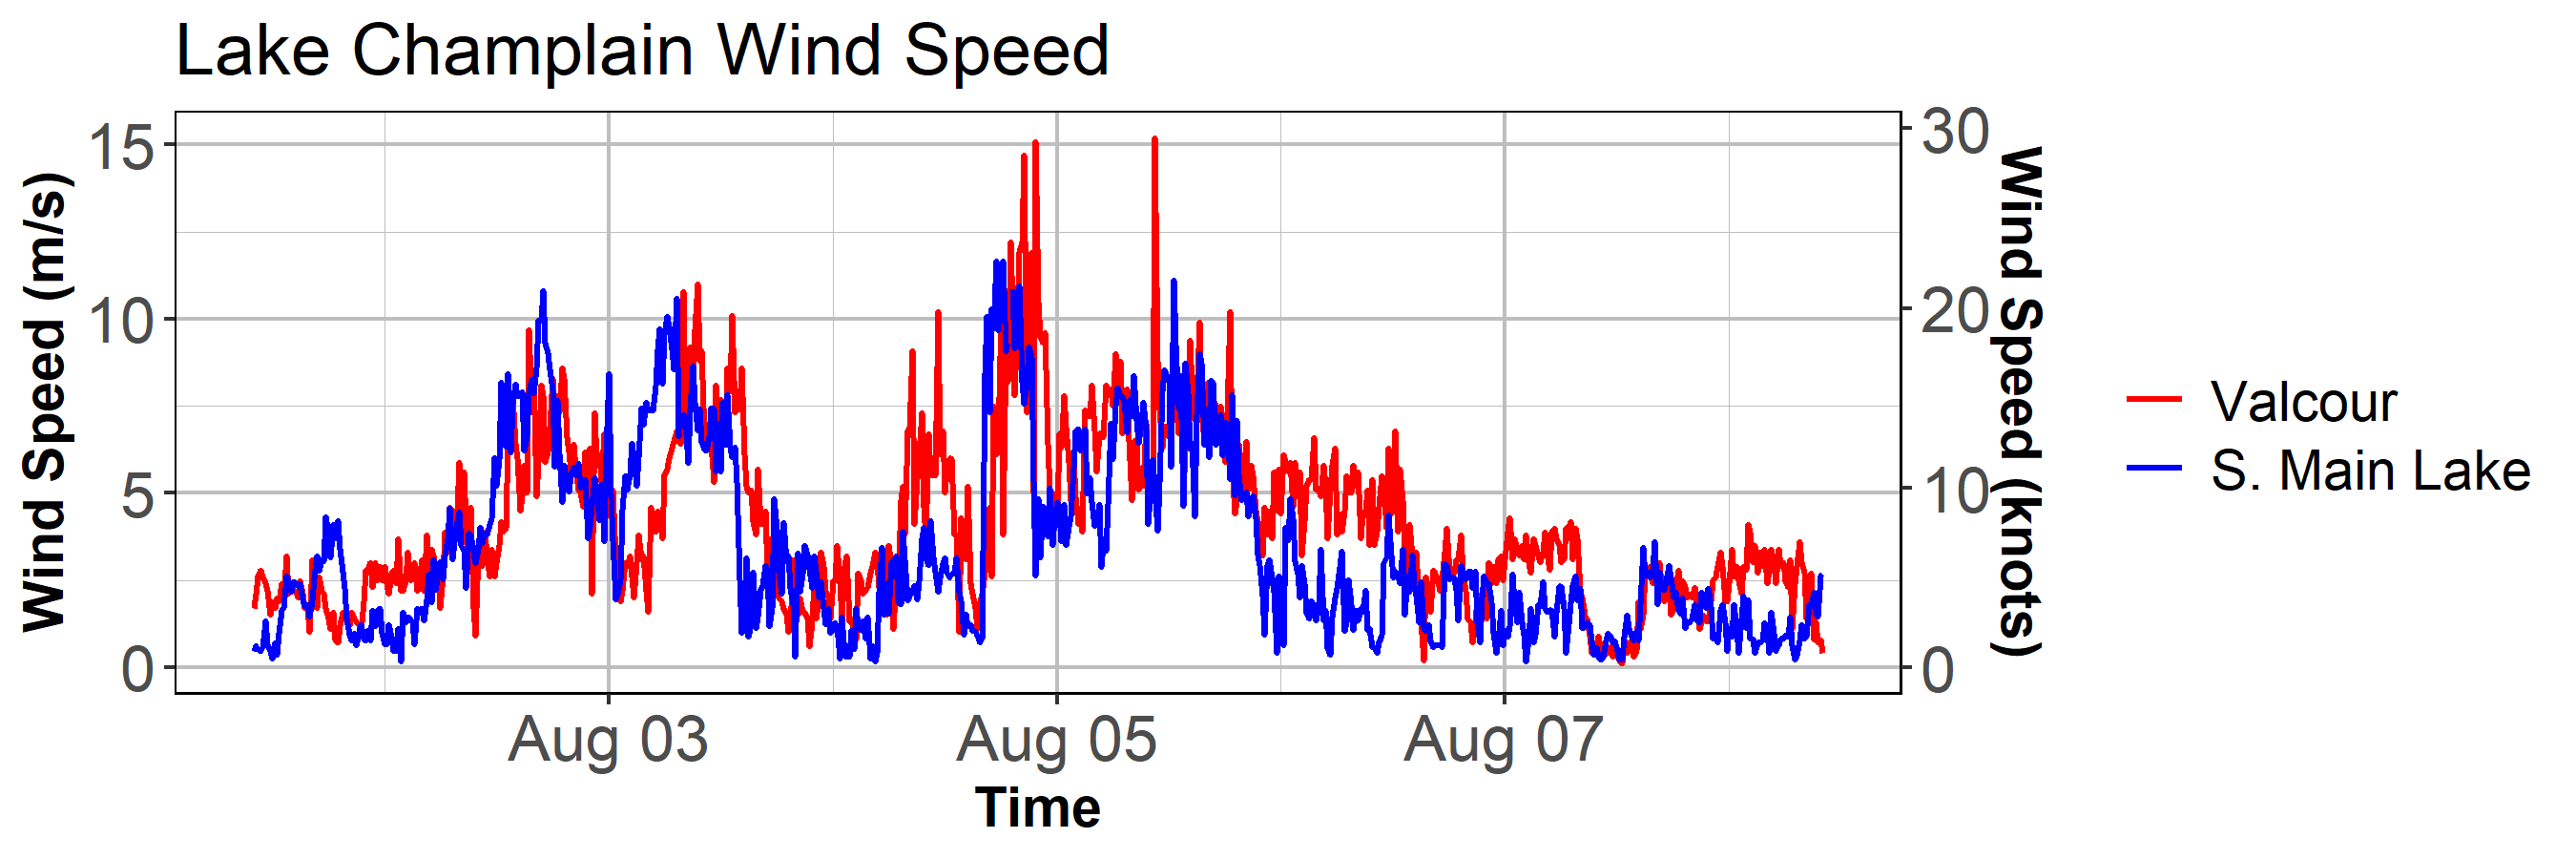 Lake Champlain Wind Speed
Wind Speed (m/s)
15
10
5
0
30
20
10
0
Wind Speed (knots)
Aug 03
Aug 05
Aug 07
Time
Valcour
S. Main Lake